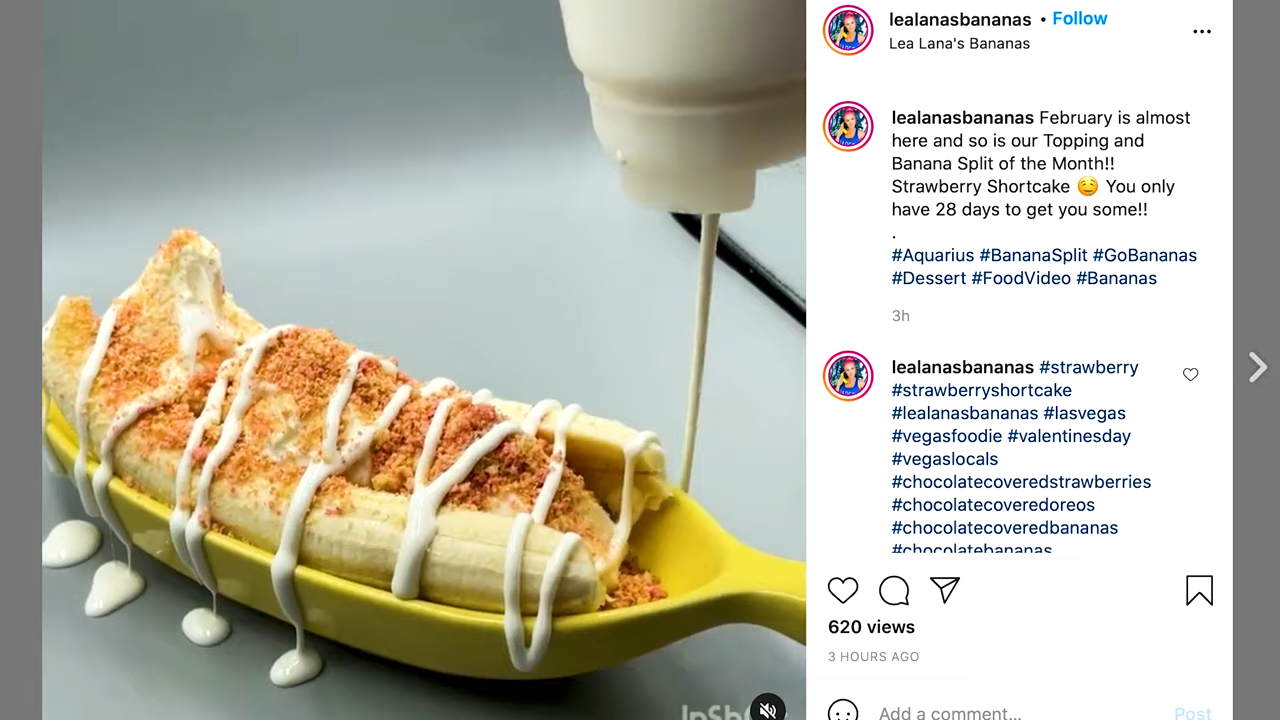 lealanasbananas • Follow
Lea Lana's Bananas
lealanasbananas February is almost
here and so is our Topping and
Banana Split of the Month!!
Strawberry Shortcake 🤤 You only
have 28 days to get you some!!
.
#Aquarius #BananaSplit #GoBananas
#Dessert #FoodVideo #Bananas
3h
lealanasbananas #strawberry
#strawberryshortcake
#lealanasbananas #lasvegas
#vegasfoodie #valentinesday
#vegaslocals
#chocolatecoveredstrawberries
#chocolatecoveredoreos
#chocolatecoveredbananas
#chocolatebananas
620 views
3 HOURS AGO
Add a comment... Post